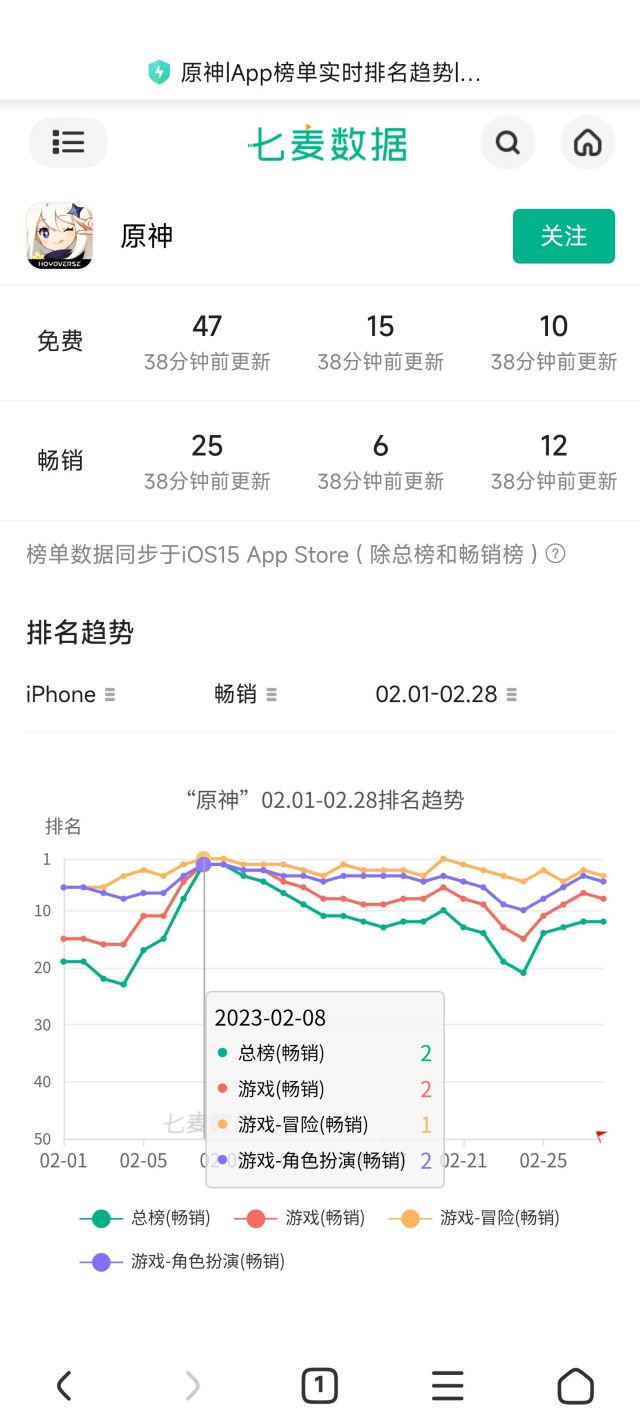 原神|App榜单实时排名趋势|...
七麦数据
HOYOVERSE
原神
关注
免费
47
15
10
38分钟前更新
38分钟前更新
38分钟前更新
畅销
25
6
12
38分钟前更新
38分钟前更新
38分钟前更新
榜单数据同步于iOS15 App Store ( 除总榜和畅销榜 ) ?
排名趋势
iPhone
畅销
02.01-02.28
“原神”02.01-02.28排名趋势
排名
1
10
20
30
40
50
2023-02-08
总榜(畅销) 2
游戏(畅销) 2
游戏-冒险(畅销) 1
游戏-角色扮演(畅销) 2
七麦
02-01
02-05
02-21
02-25
总榜(畅销)
游戏(畅销)
游戏-冒险(畅销)
游戏-角色扮演(畅销)
1